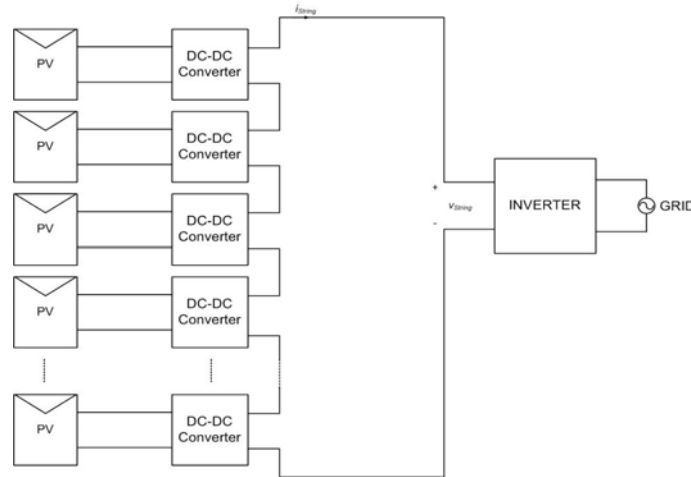 iString
PV
DC-DC
Converter
PV
DC-DC
Converter
PV
DC-DC
Converter
+
vString
-
INVERTER
GRID
PV
DC-DC
Converter
PV
DC-DC
Converter